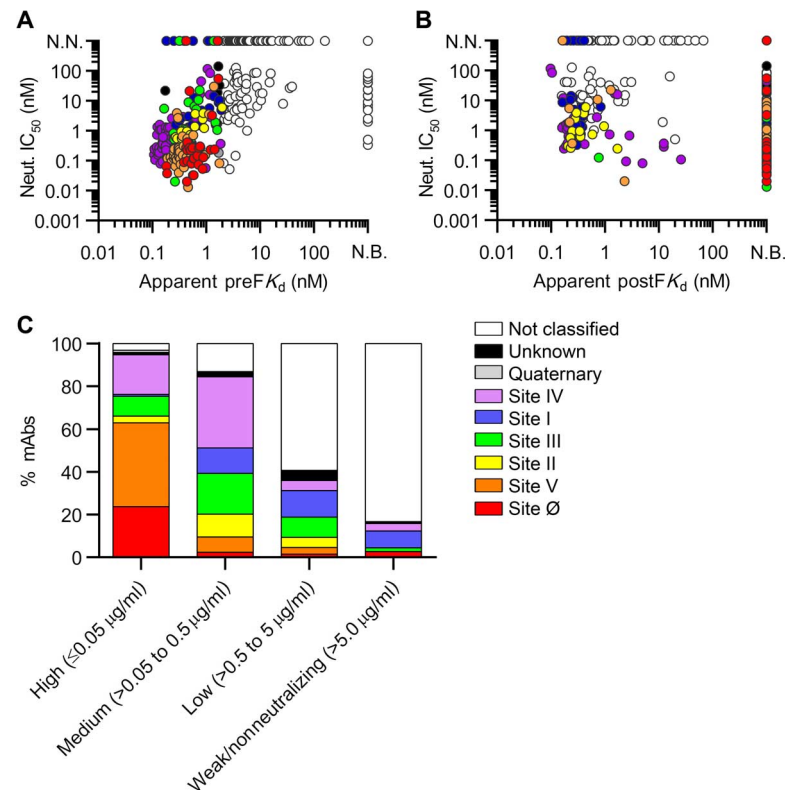 A
N.N.
100
10
1
0.1
0.01
0.001
Neut. IC50 (nM)
0.01 0.1 1 10 100 N.B.
Apparent preFKd (nM)
B
N.N.
100
10
1
0.1
0.01
0.001
Neut. IC50 (nM)
0.01 0.1 1 10 100 N.B.
Apparent postFKd (nM)
C
100
80
60
40
20
0
% mAbs
High (≤0.05 µg/ml)
Medium (>0.05 to 0.5 µg/ml)
Low (>0.5 to 5 µg/ml)
Weak/nonneutralizing (>5.0 µg/ml)
Not classified
Unknown
Quaternary
Site IV
Site I
Site III
Site II
Site V
Site Ø